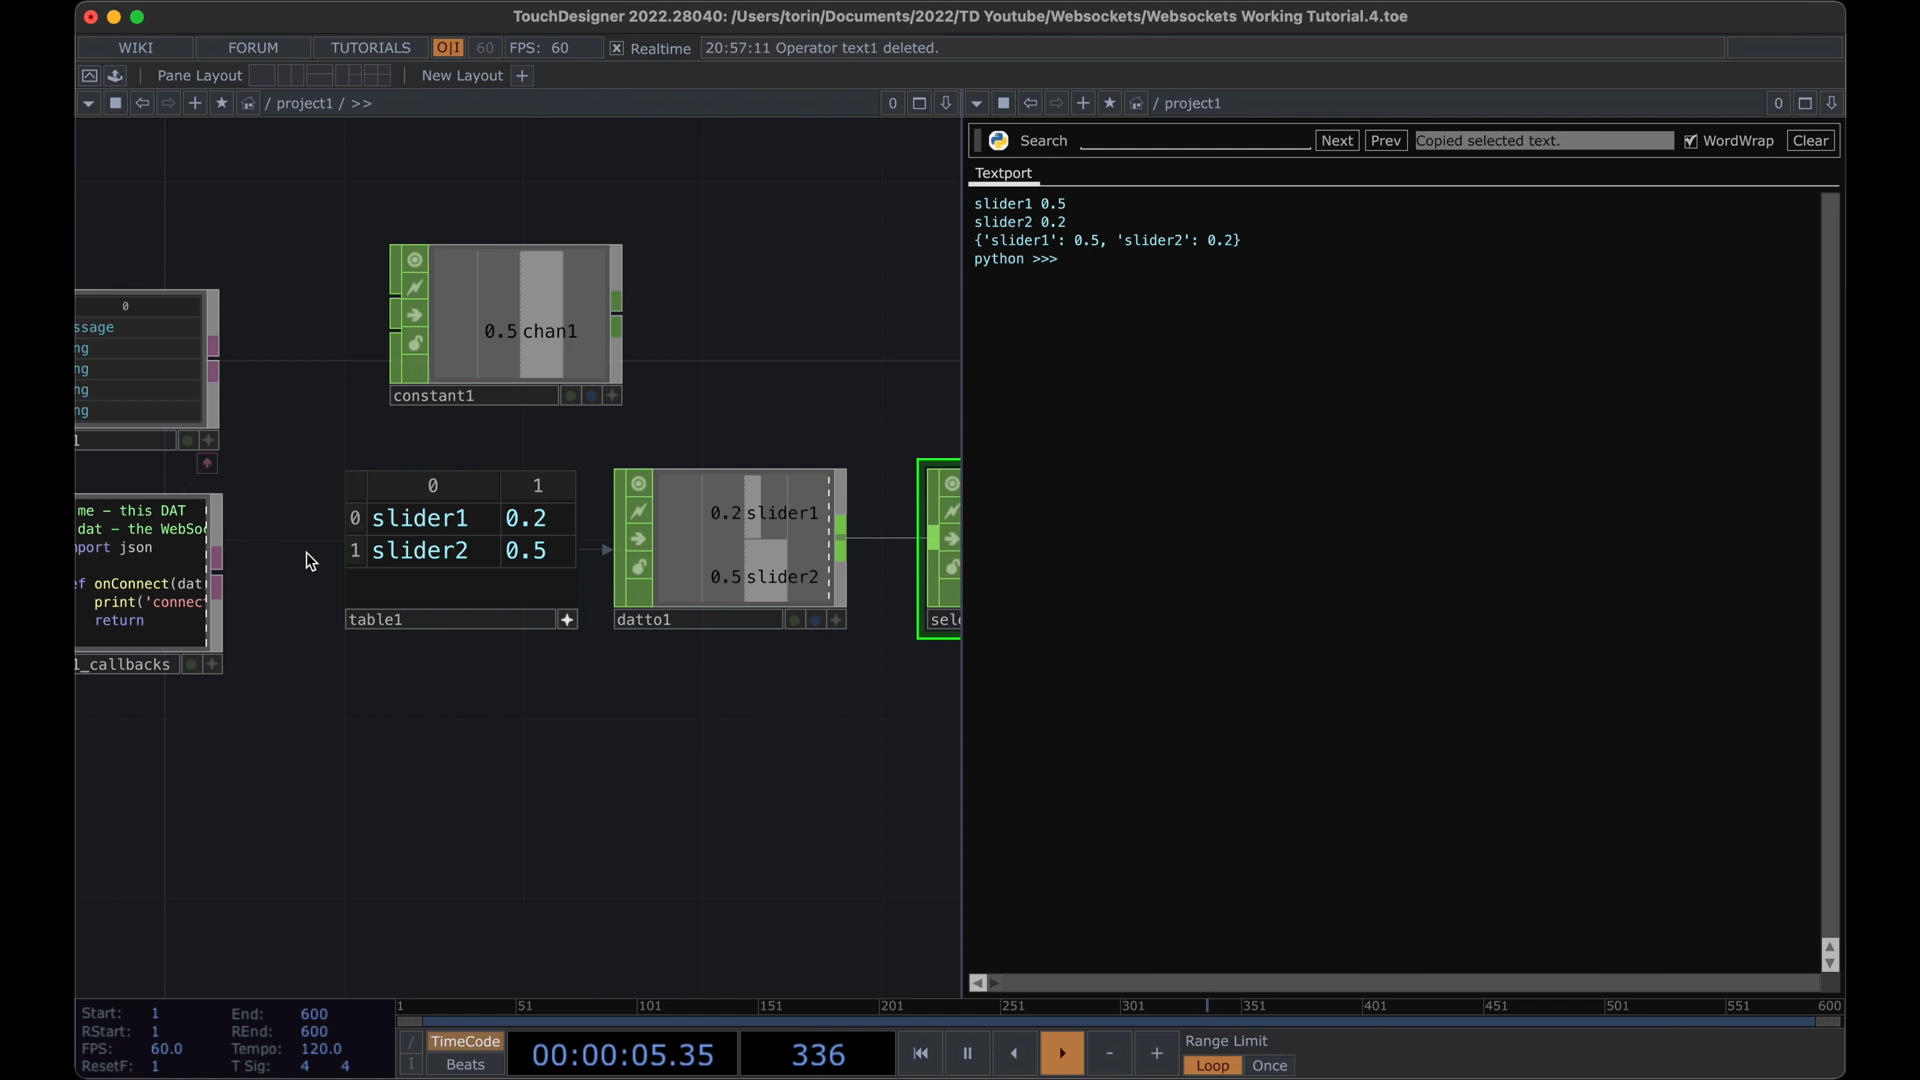 TouchDesigner 2022.28040: /Users/torin/Documents/2022/TD Youtube/Websockets/Websockets Working Tutorial.4.toe
WIKI FORUM TUTORIALS O|I 60 FPS: 60 Realtime 20:57:11 Operator text1 deleted.
Pane Layout New Layout +
/ project1 / >> 0
/ project1 0
Search Next Prev Copied selected text. WordWrap Clear
Textport
slider1 0.5
slider2 0.2
{'slider1': 0.5, 'slider2': 0.2}
python >>>
0.5 chan1
constant1
0
ssage
ng
ng
ng
ng
1
me - this DAT
dat - the WebSo
port json
f onConnect(dat
print('connec
return
1_callbacks
0 1
0 slider1 0.2
1 slider2 0.5
table1
0.2 slider1
0.5 slider2
datto1
sele
1 51 101 151 201 251 301 351 401 451 501 551 600
Start: 1 End: 600
RStart: 1 REnd: 600
FPS: 60.0 Tempo: 120.0
ResetF: 1 T Sig: 4 4
/ TimeCode
I Beats
00:00:05.35 336 - +
Range Limit
Loop Once